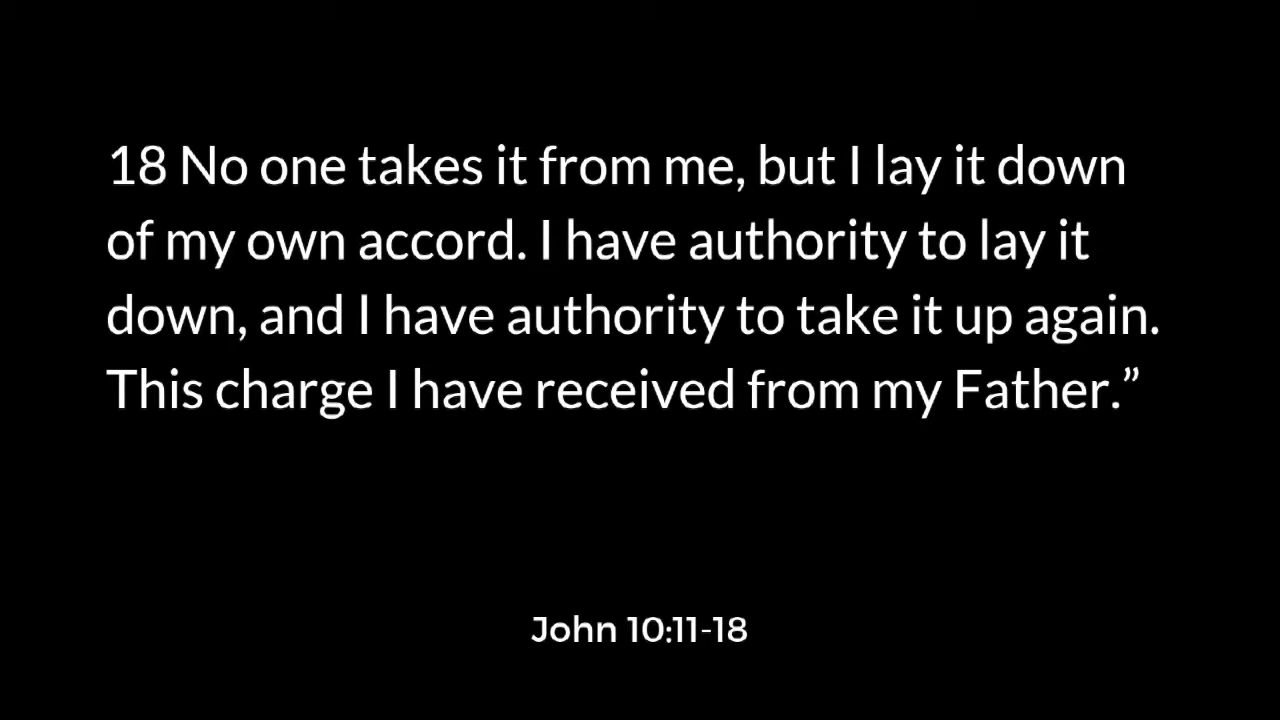 18 No one takes it from me, but I lay it down
of my own accord. I have authority to lay it
down, and I have authority to take it up again.
This charge I have received from my Father.”
John 10:11-18